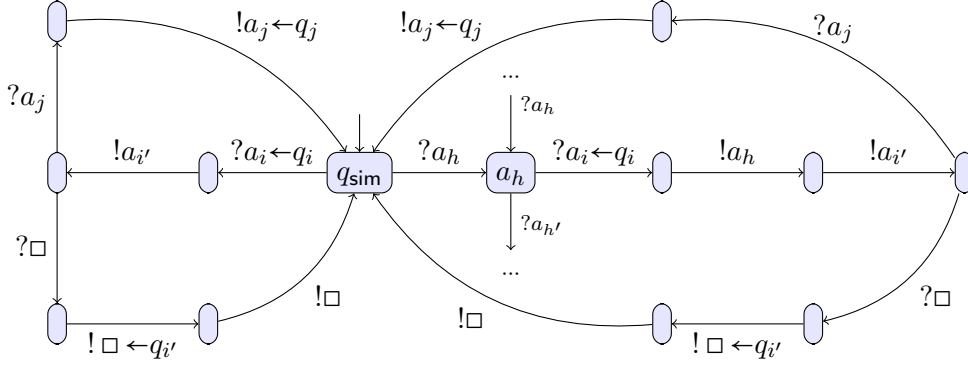 !a_j←q_j !a_j←q_j ?a_j
...
?a_j ?a_h
!a_{i'} ?a_i←q_i q_sim ?a_h a_h ?a_i←q_i !a_h !a_{i'}
?□ ?a_{h'} ?□
...
!□ !□
!□←q_{i'} !□←q_{i'}